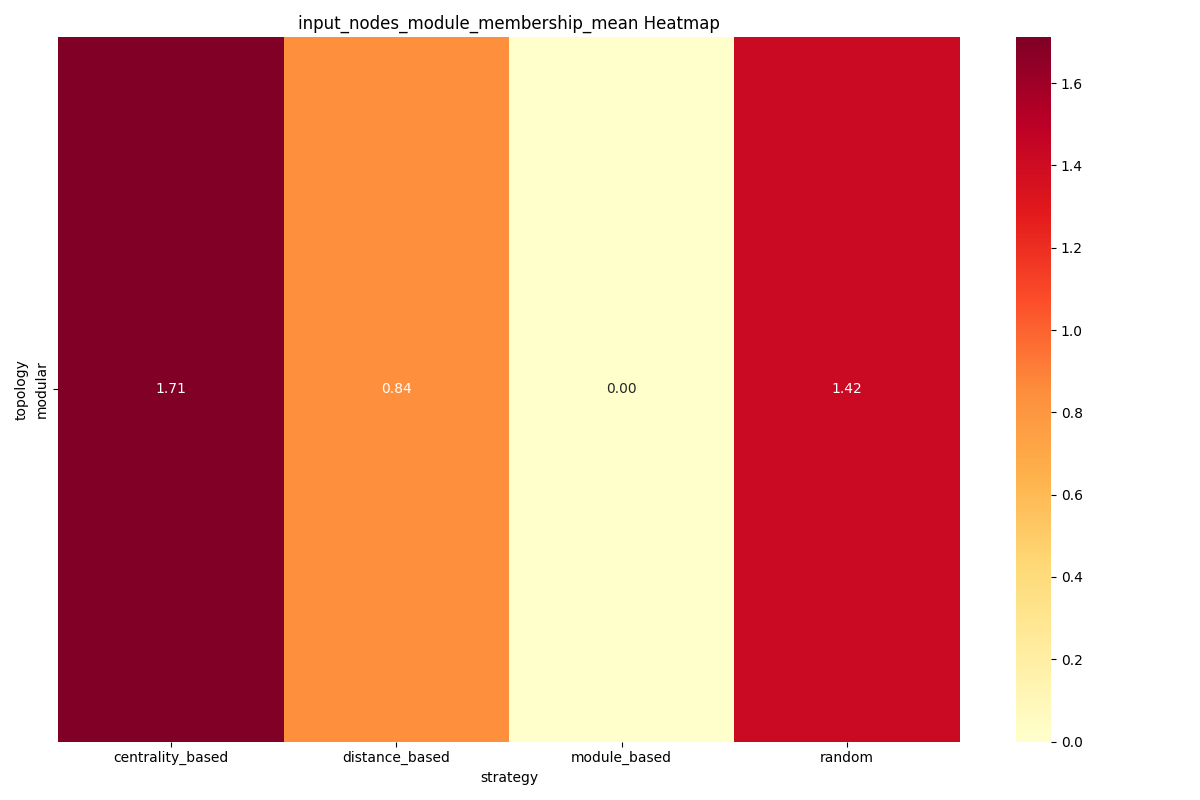 input_nodes_module_membership_mean Heatmap
topology
modular
1.71
0.84
0.00
1.42
centrality_based
distance_based
module_based
random
strategy
1.6
1.4
1.2
1.0
0.8
0.6
0.4
0.2
0.0